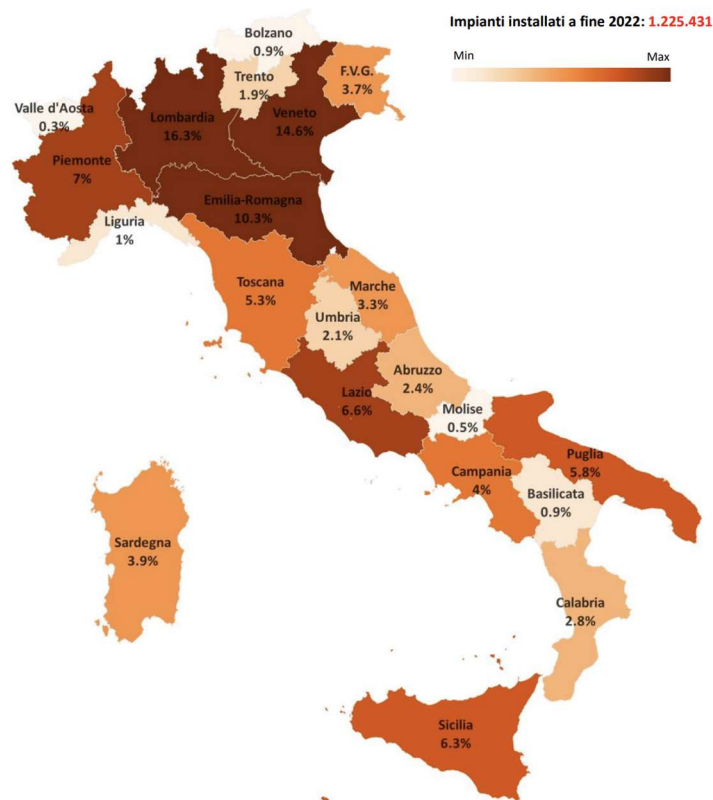 Impianti installati a fine 2022: 1.225.431
Min
Max
Bolzano
0.9%
Trento
1.9%
F.V.G.
3.7%
Valle d'Aosta
0.3%
Lombardia
16.3%
Veneto
14.6%
Piemonte
7%
Emilia-Romagna
10.3%
Liguria
1%
Toscana
5.3%
Marche
3.3%
Umbria
2.1%
Abruzzo
2.4%
Lazio
6.6%
Molise
0.5%
Puglia
5.8%
Campania
4%
Basilicata
0.9%
Sardegna
3.9%
Calabria
2.8%
Sicilia
6.3%